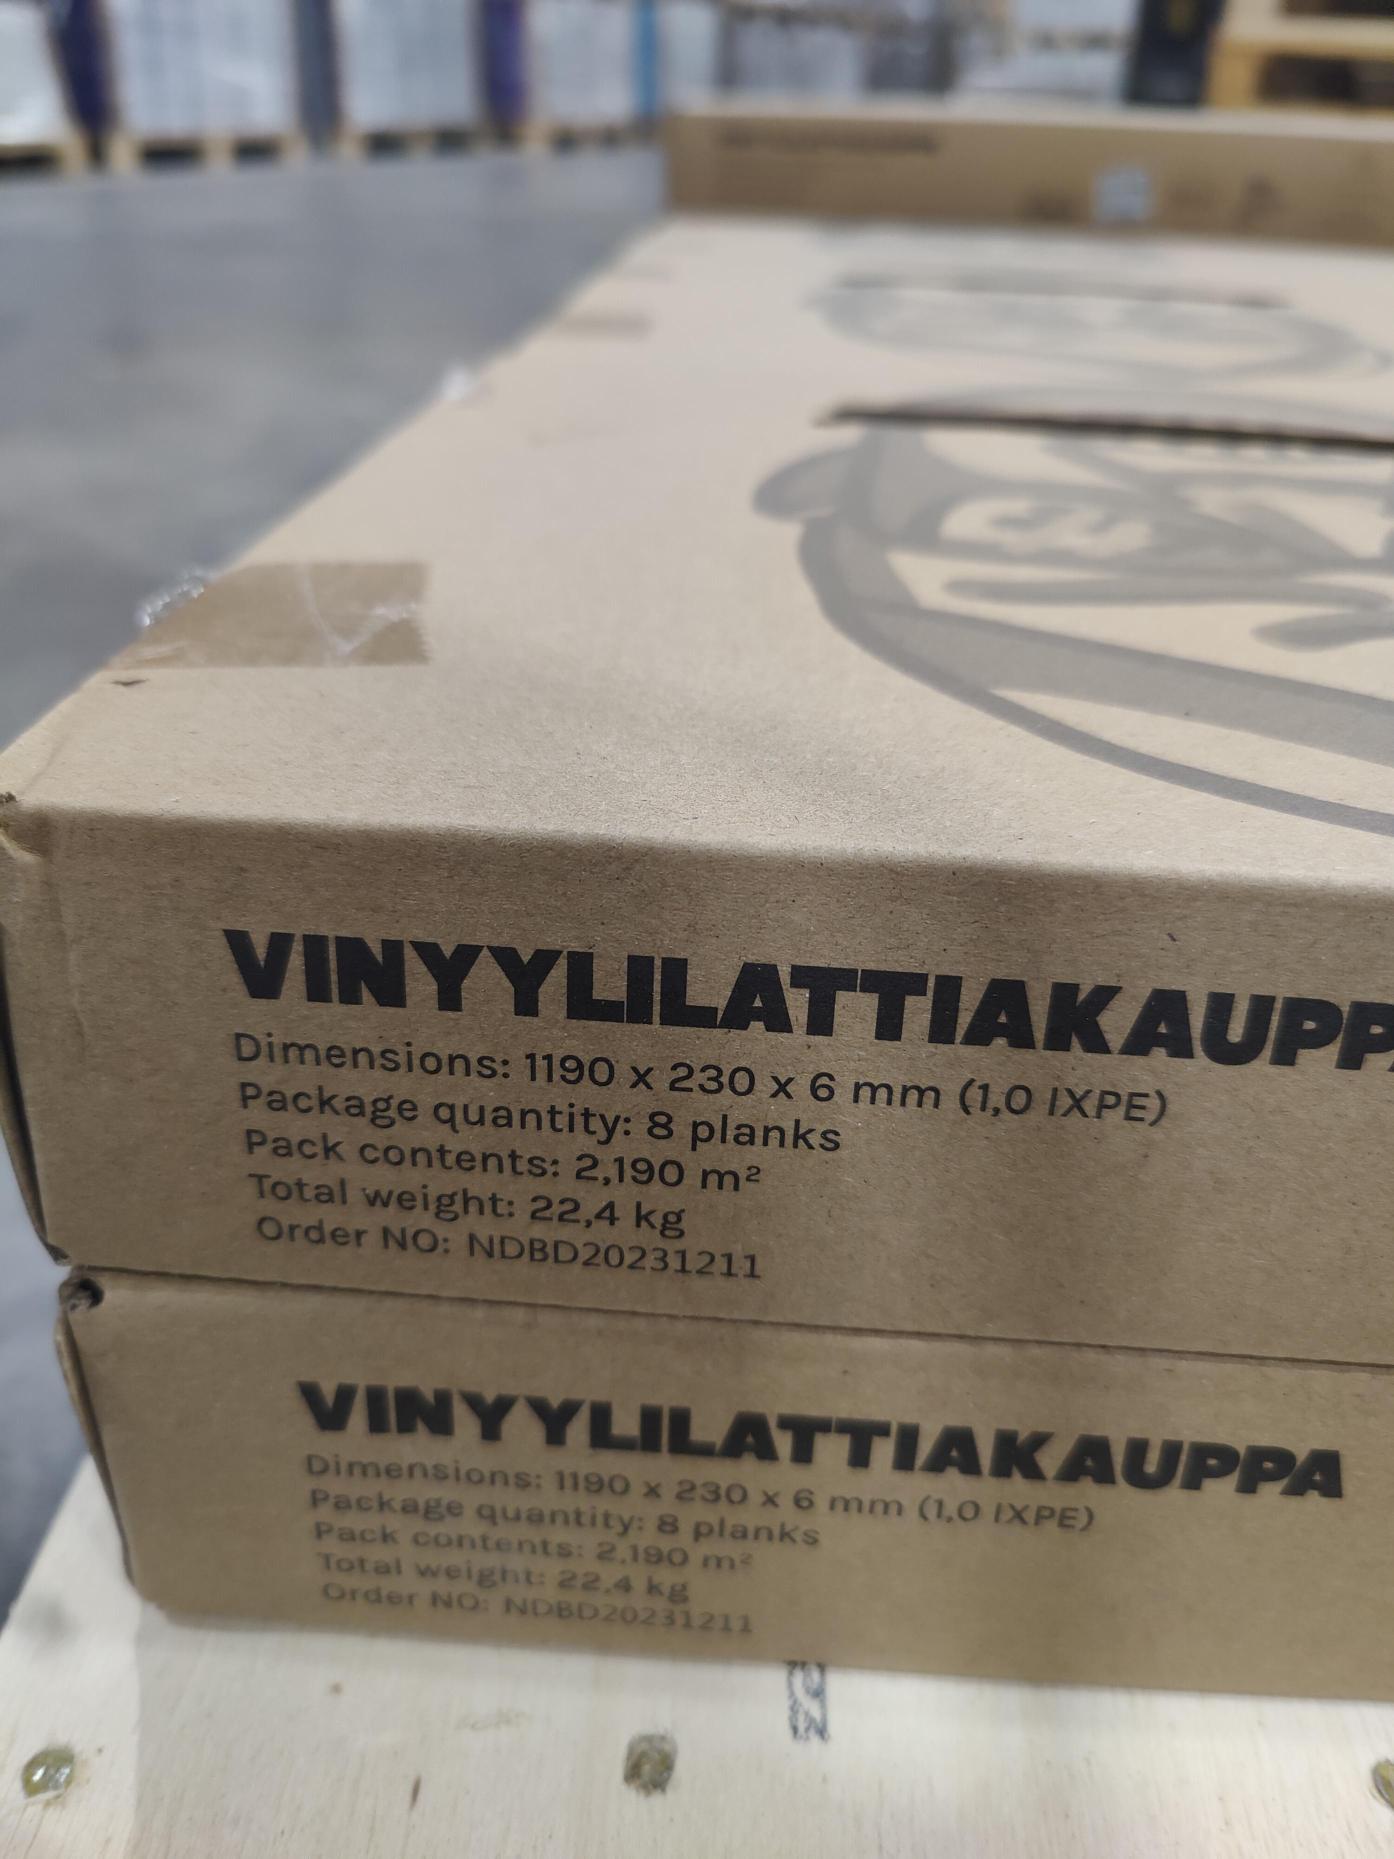 VINYYLILATTIAKAUPPA
Dimensions: 1190 x 230 x 6 mm (1,0 IXPE)
Package quantity: 8 planks
Pack contents: 2,190 m²
Total weight: 22,4 kg
Order NO: NDBD20231211
VINYYLILATTIAKAUPPA
Dimensions: 1190 x 230 x 6 mm (1,0 IXPE)
Package quantity: 8 planks
Pack contents: 2,190 m²
Total weight: 22,4 kg
Order NO: NDBD20231211